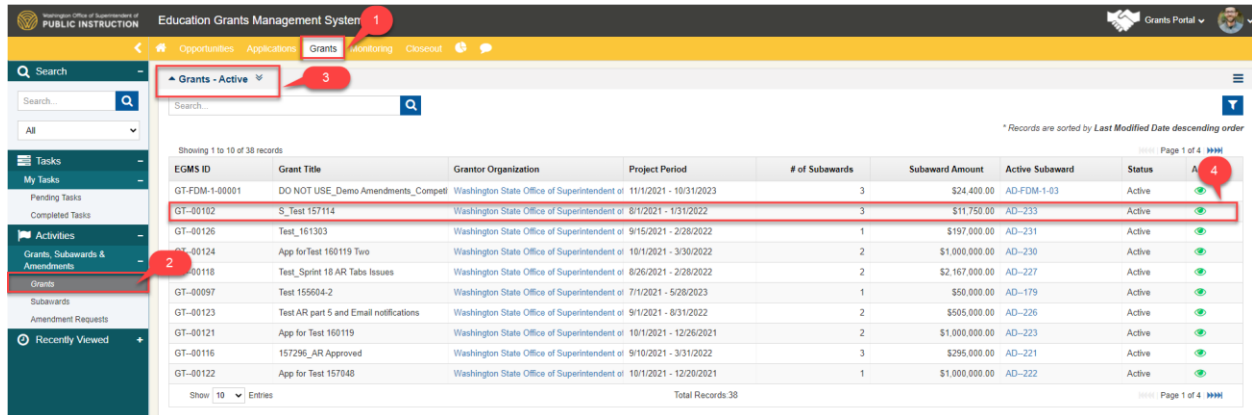 Washington Office of Superintendent of
PUBLIC INSTRUCTION
Education Grants Management System
1
Grants Portal
Opportunities Applications Grants Monitoring Closeout
Search
Search...
All
Tasks
My Tasks
Pending Tasks
Completed Tasks
Activities
Grants, Subawards &
Amendments
2
Grants
Subawards
Amendment Requests
Recently Viewed
Grants - Active
3
Search...
* Records are sorted by Last Modified Date descending order
Showing 1 to 10 of 38 records
Page 1 of 4
EGMS ID Grant Title Grantor Organization Project Period # of Subawards Subaward Amount Active Subaward Status
4
GT-FDM-1-00001 DO NOT USE_Demo Amendments_Competi Washington State Office of Superintendent of 11/1/2021 - 10/31/2023 3 $24,400.00 AD-FDM-1-03 Active
GT--00102 S_Test 157114 Washington State Office of Superintendent of 8/1/2021 - 1/31/2022 3 $11,750.00 AD--233 Active
GT--00126 Test_161303 Washington State Office of Superintendent of 9/15/2021 - 2/28/2022 1 $197,000.00 AD--231 Active
GT--00124 App forTest 160119 Two Washington State Office of Superintendent of 10/1/2021 - 3/30/2022 2 $1,000,000.00 AD--230 Active
00118 Test_Sprint 18 AR Tabs Issues Washington State Office of Superintendent of 8/26/2021 - 2/28/2022 2 $2,167,000.00 AD--227 Active
GT--00097 Test 155604-2 Washington State Office of Superintendent of 7/1/2021 - 5/28/2023 1 $50,000.00 AD--179 Active
GT--00123 Test AR part 5 and Email notifications Washington State Office of Superintendent of 9/1/2021 - 8/31/2022 2 $505,000.00 AD--226 Active
GT--00121 App for Test 160119 Washington State Office of Superintendent of 10/1/2021 - 12/26/2021 2 $1,000,000.00 AD--223 Active
GT--00116 157296_AR Approved Washington State Office of Superintendent of 9/10/2021 - 3/31/2022 3 $295,000.00 AD--221 Active
GT--00122 App for Test 157048 Washington State Office of Superintendent of 10/1/2021 - 12/20/2021 1 $1,000,000.00 AD--222 Active
Show 10 Entries Total Records:38 Page 1 of 4